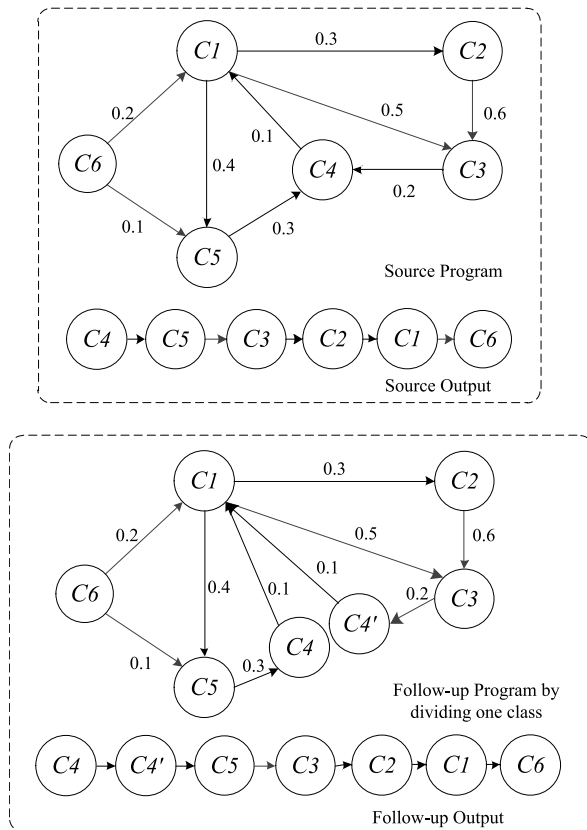 C1
0.3
C2
0.2
0.5
0.6
0.1
C6
C4
C3
0.4
0.2
0.1
0.3
C5
Source Program
C4 C5 C3 C2 C1 C6
Source Output
C1
0.3
C2
0.2
0.5
0.6
0.1
C6
0.4
0.1
0.2
C3
C4'
C4
0.1
0.3
C5
Follow-up Program by
dividing one class
C4 C4' C5 C3 C2 C1 C6
Follow-up Output